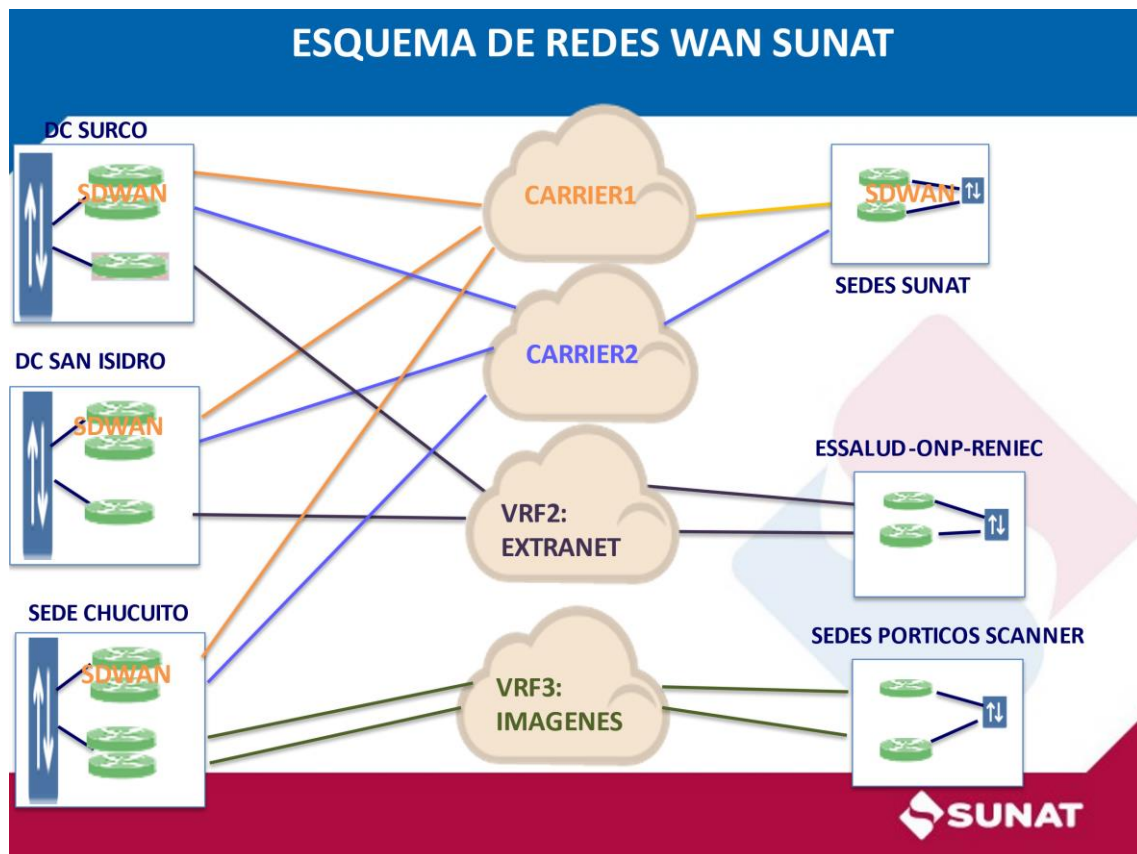 ESQUEMA DE REDES WAN SUNAT
DC SURCO
SDWAN
CARRIER1
SDWAN
SEDES SUNAT
DC SAN ISIDRO
SDWAN
CARRIER2
ESSALUD-ONP-RENIEC
VRF2:
EXTRANET
SEDE CHUCUITO
SDWAN
SEDES PORTICOS SCANNER
VRF3:
IMAGENES
SUNAT